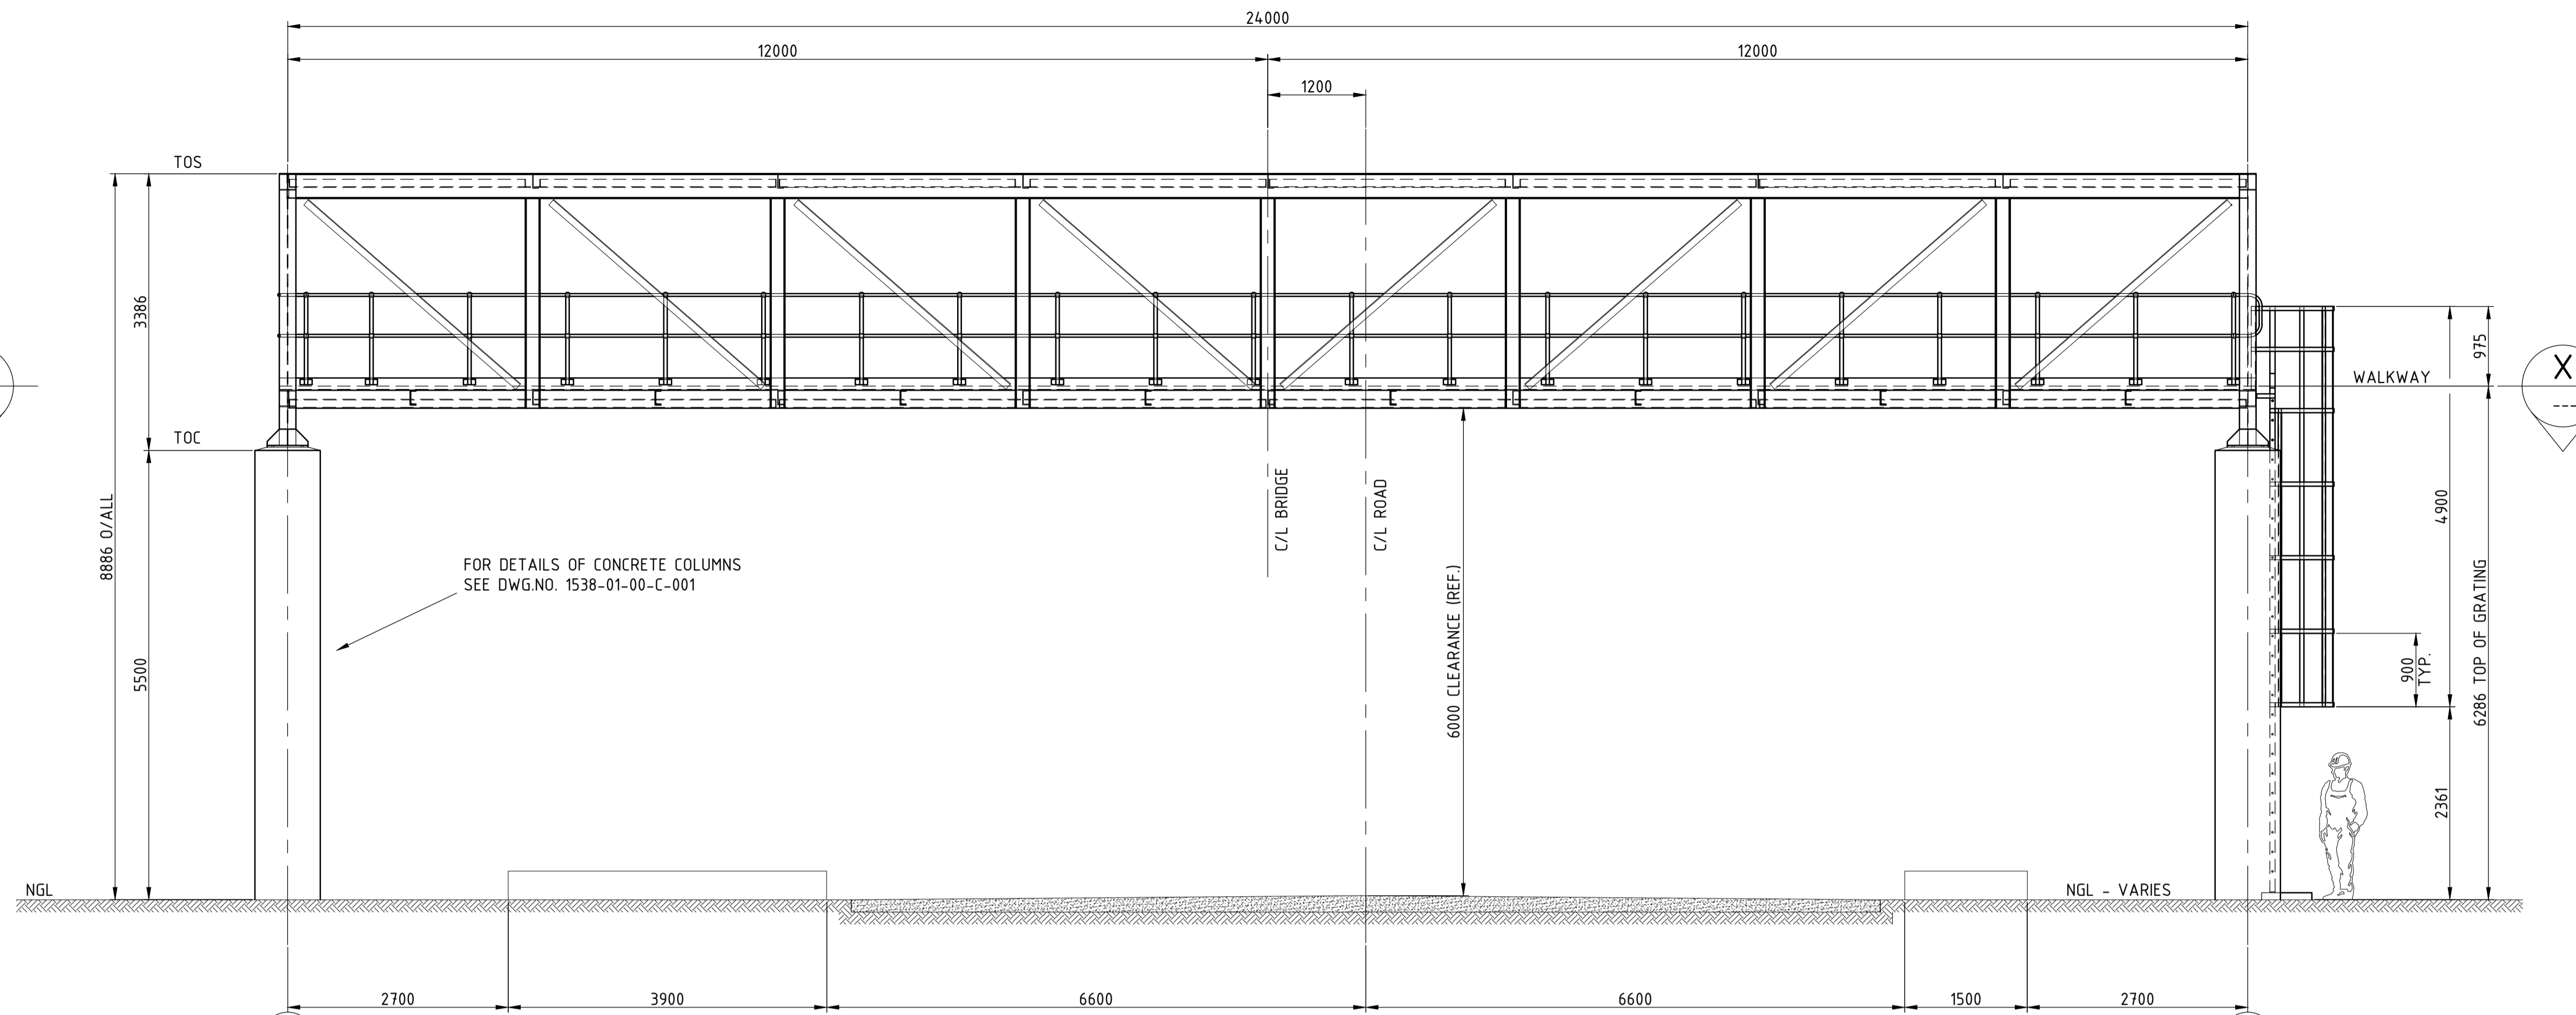 24000
12000
12000
1200
TOS
3386
975
X
WALKWAY
TOC
8886 O/ALL
C/L BRIDGE
C/L ROAD
4900
FOR DETAILS OF CONCRETE COLUMNS
SEE DWG.NO. 1538-01-00-C-001
6000 CLEARANCE (REF.)
6286 TOP OF GRATING
5500
900
TYP.
2361
NGL
NGL - VARIES
2700
3900
6600
6600
1500
2700